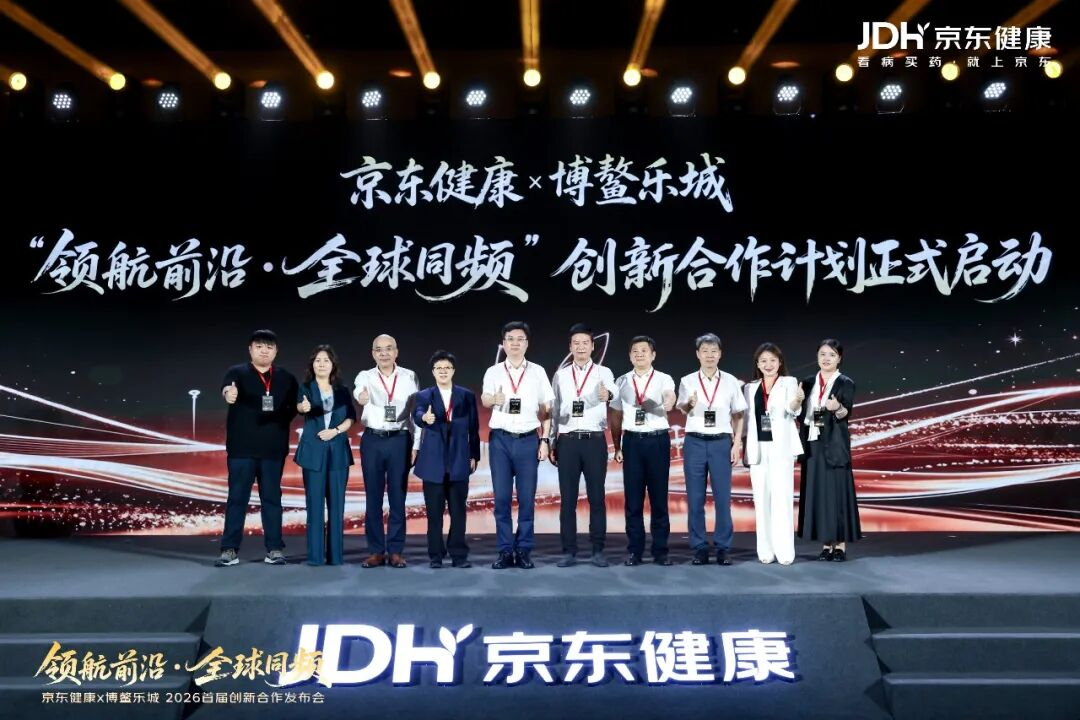 JDH 京东健康
看病买药·就上京东
京东健康×博鳌乐城
“领航前沿·全球同频”创新合作计划正式启动
JDH 京东健康
领航前沿·全球同频
京东健康x博鳌乐城 2026首届创新合作发布会